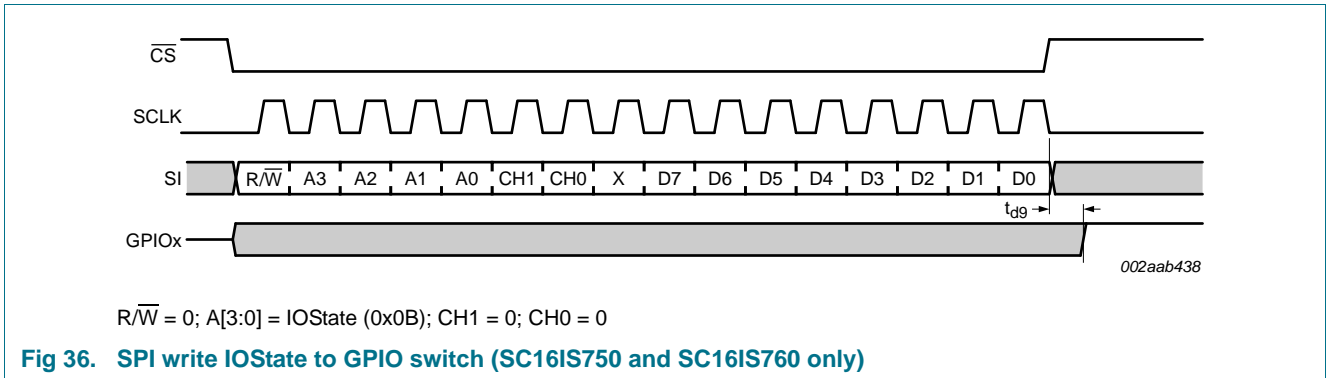 CS
SCLK
SI R/W A3 A2 A1 A0 CH1 CH0 X D7 D6 D5 D4 D3 D2 D1 D0
td9
GPIOx
002aab438
R/W = 0; A[3:0] = IOState (0x0B); CH1 = 0; CH0 = 0
Fig 36. SPI write IOState to GPIO switch (SC16IS750 and SC16IS760 only)